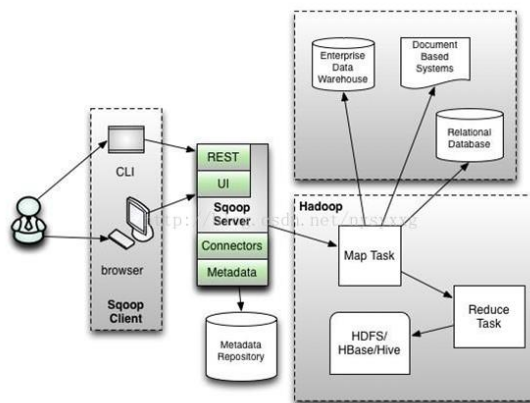 Enterprise
Data
Warehouse
Document
Based
Systems
Relational
Database
CLI
browser
Sqoop
Client
REST
UI
Sqoop
Server
Connectors
Metadata
Metadata
Repository
Hadoop
Map Task
Reduce
Task
HDFS/
HBase/Hive